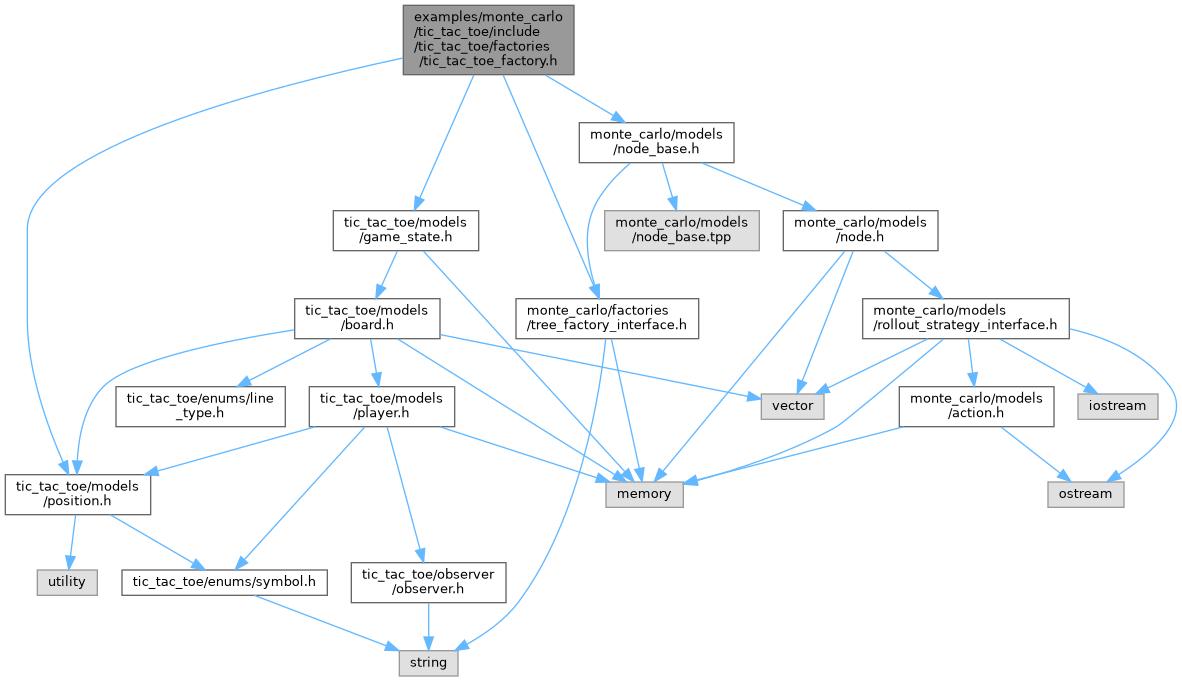 examples/monte_carlo
/tic_tac_toe/include
/tic_tac_toe/factories
/tic_tac_toe_factory.h
monte_carlo/models
/node_base.h
tic_tac_toe/models
/game_state.h
monte_carlo/models
/node_base.tpp
monte_carlo/models
/node.h
tic_tac_toe/models
/board.h
monte_carlo/factories
/tree_factory_interface.h
monte_carlo/models
/rollout_strategy_interface.h
tic_tac_toe/enums/line
_type.h
tic_tac_toe/models
/player.h
vector
monte_carlo/models
/action.h
iostream
tic_tac_toe/models
/position.h
memory
ostream
utility
tic_tac_toe/enums/symbol.h
tic_tac_toe/observer
/observer.h
string